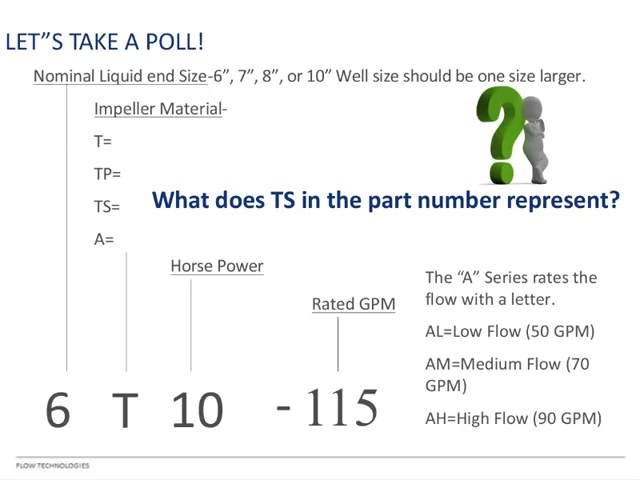 LET”S TAKE A POLL!
Nominal Liquid end Size-6”, 7”, 8”, or 10” Well size should be one size larger.
Impeller Material-
T=
TP=
TS=
What does TS in the part number represent?
A=
Horse Power
Rated GPM
The “A” Series rates the
flow with a letter.
AL=Low Flow (50 GPM)
AM=Medium Flow (70
GPM)
AH=High Flow (90 GPM)
6 T 10 - 115
FLOW TECHNOLOGIES